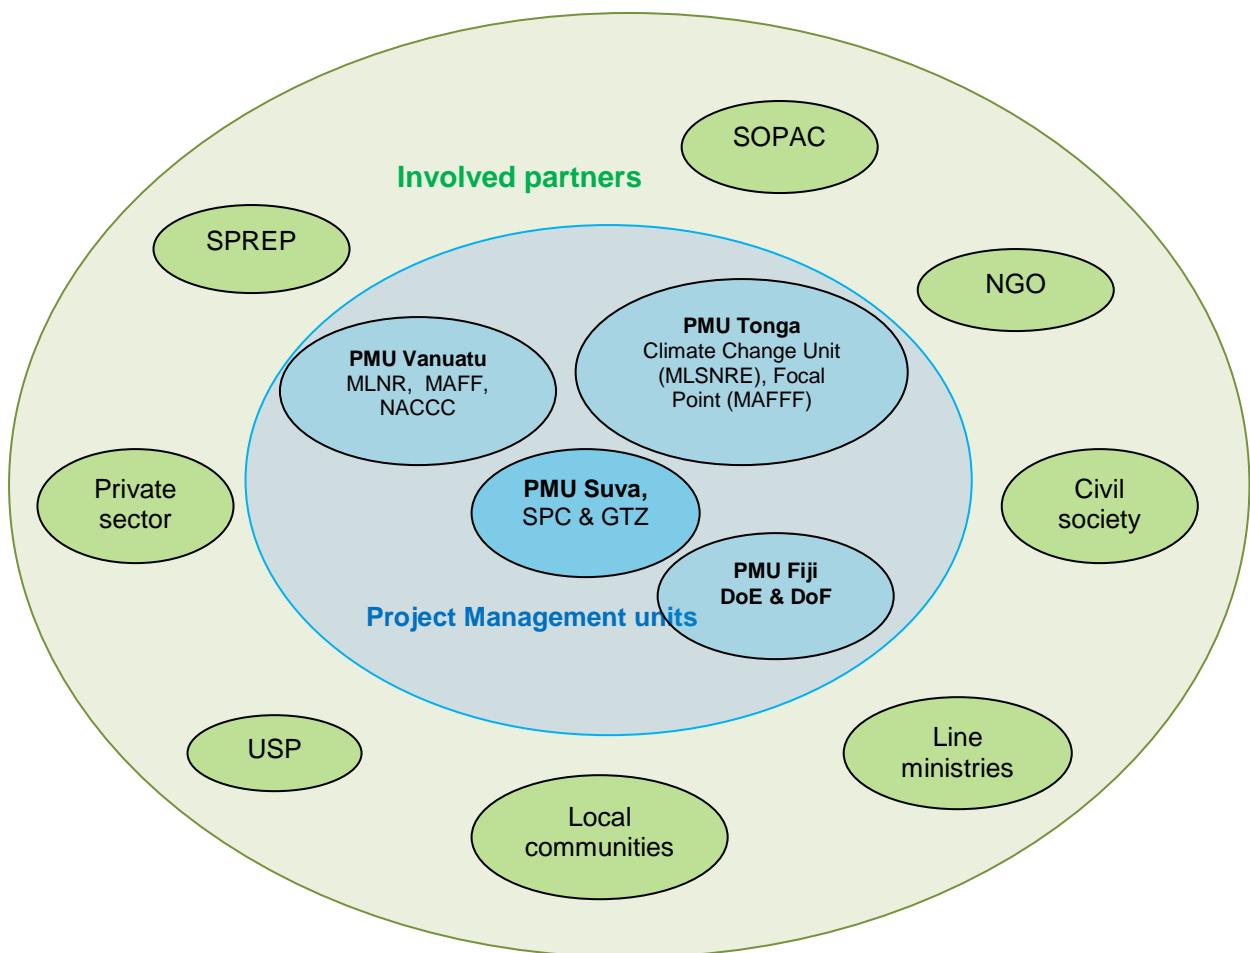 SOPAC
Involved partners
SPREP
NGO
PMU Tonga
Climate Change Unit
(MLSNRE), Focal
Point (MAFFF)
PMU Vanuatu
MLNR, MAFF,
NACCC
Private
sector
PMU Suva,
SPC & GTZ
Civil
society
PMU Fiji
DoE & DoF
Project Management units
USP
Line
ministries
Local
communities